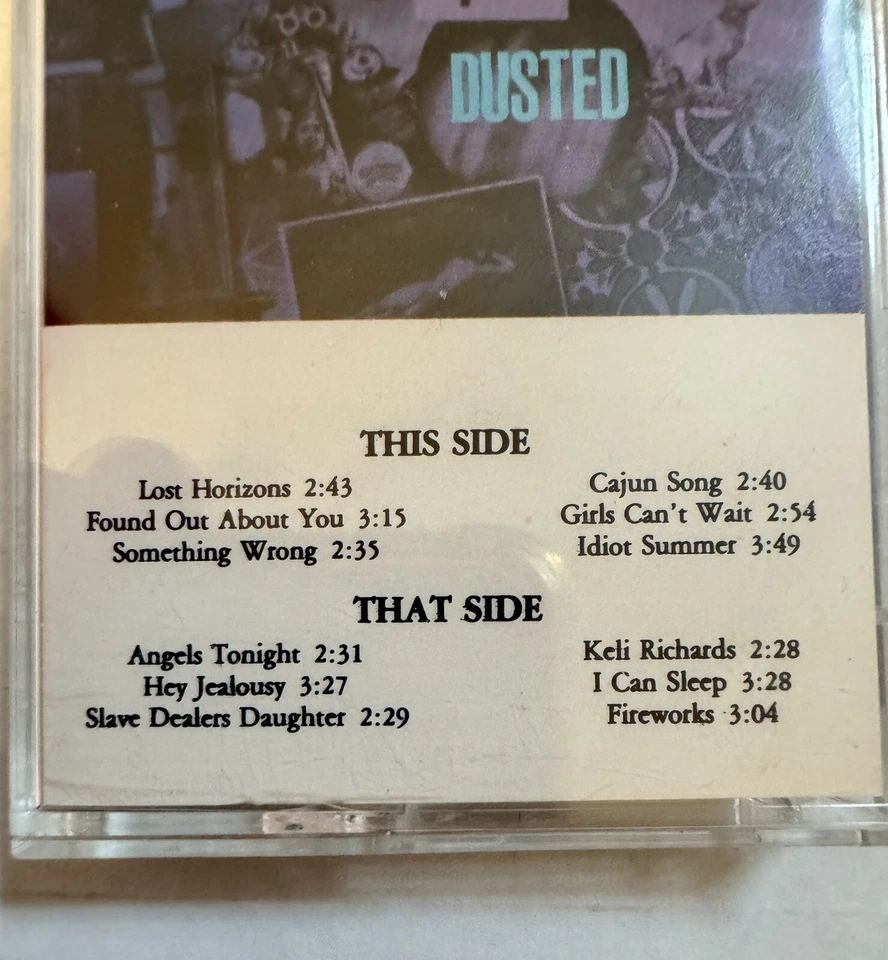 DUSTED
THIS SIDE
Lost Horizons 2:43
Found Out About You 3:15
Something Wrong 2:35
Cajun Song 2:40
Girls Can't Wait 2:54
Idiot Summer 3:49
THAT SIDE
Angels Tonight 2:31
Hey Jealousy 3:27
Slave Dealers Daughter 2:29
Keli Richards 2:28
I Can Sleep 3:28
Fireworks 3:04